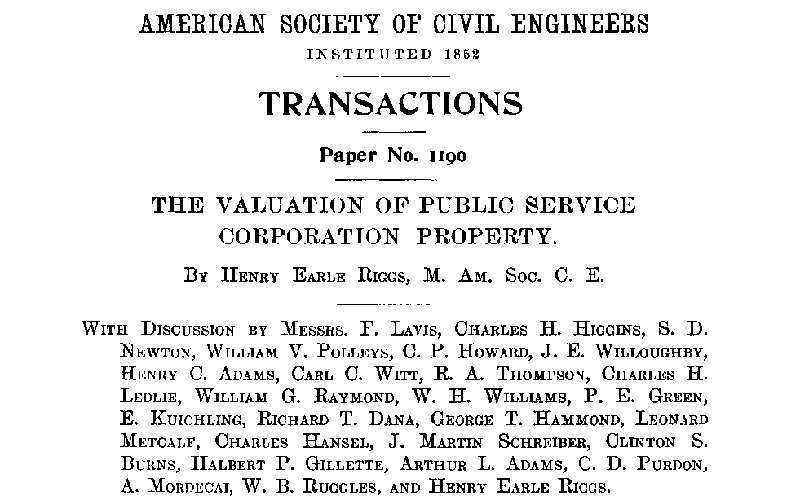 AMERICAN SOCIETY OF CIVIL ENGINEERS
INSTITUTED 1852
TRANSACTIONS
Paper No. 1190
THE VALUATION OF PUBLIC SERVICE
CORPORATION PROPERTY.
By Henry Earle Riggs, M. Am. Soc. C. E.
With Discussion by Messrs. F. Lavis, Charles H. Higgins, S. D.
Newton, William V. Polleys, C. P. Howard, J. E. Willoughby,
Henry C. Adams, Carl C. Witt, R. A. Thompson, Charles H.
Ledlie, William G. Raymond, W. H. Williams, P. E. Green,
E. Kuichling, Richard T. Dana, George T. Hammond, Leonard
Metcalf, Charles Hansel, J. Martin Schreiber, Clinton S.
Burns, Halbert P. Gillette, Arthur L. Adams, C. D. Purdon,
A. Mordecai, W. B. Ruggles, and Henry Earle Riggs.